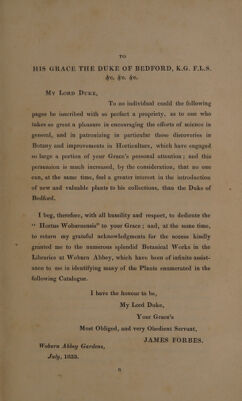 TO
HIS GRACE THE DUKE OF BEDFORD, K.G. F.L.S.
&c. &c. &c.
MY LORD DUKE,
To no individual could the following
pages be inscribed with so perfect a propriety, as to one who
takes so great a pleasure in encouraging the efforts of science in
general, and in patronizing in particular those discoveries in
Botany and improvements in Horticulture, which have engaged
so large a portion of your Grace's personal attention; and this
persuasion is much increased, by the consideration, that no one
can, at the same time, feel a greater interest in the introduction
of new and valuable plants to his collections, than the Duke of
Bedford.
I beg, therefore, with all humility and respect, to dedicate the
“ Hortus Woburnensis” to your Grace; and, at the same time,
to return my grateful acknowledgments for the access kindly
granted me to the numerous splendid Botanical Works in the
Libraries at Woburn Abbey, which have been of infinite assist-
ance to me in identifying many of the Plants enumerated in the
following Catalogue.
I have the honour to be,
My Lord Duke,
Your Grace's
Most Obliged, and very Obedient Servant,
JAMES FORBES.
Woburn Abbey Gardens,
July, 1833.